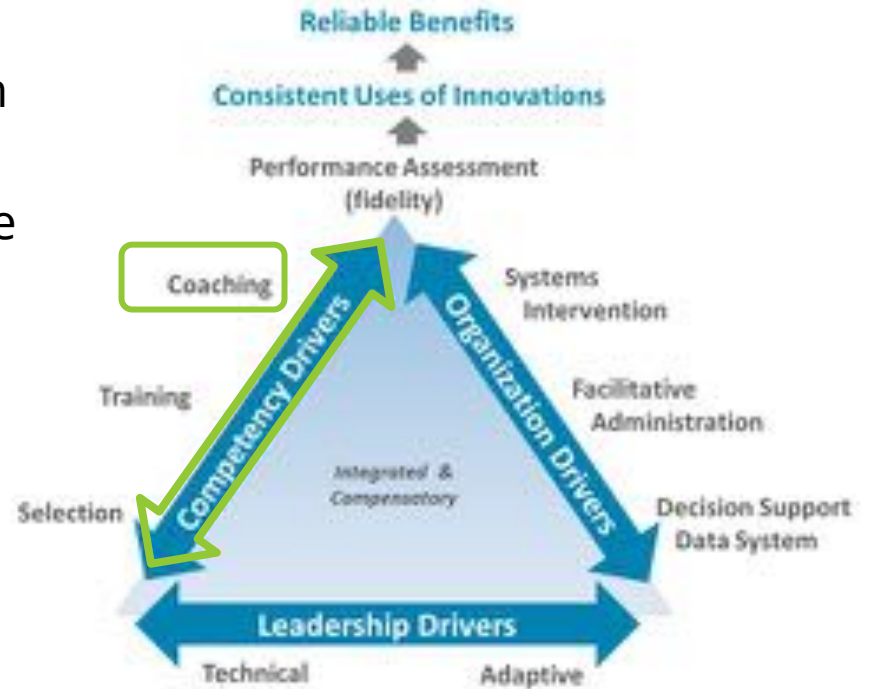 Reliable Benefits
Consistent Uses of Innovations
Performance Assessment
(fidelity)
n
e
Coaching
Training
Selection
Competency Drivers
Integrated &
Compensatory
Organization Drivers
Systems
Intervention
Facilitative
Administration
Decision Support
Data System
Leadership Drivers
Technical
Adaptive